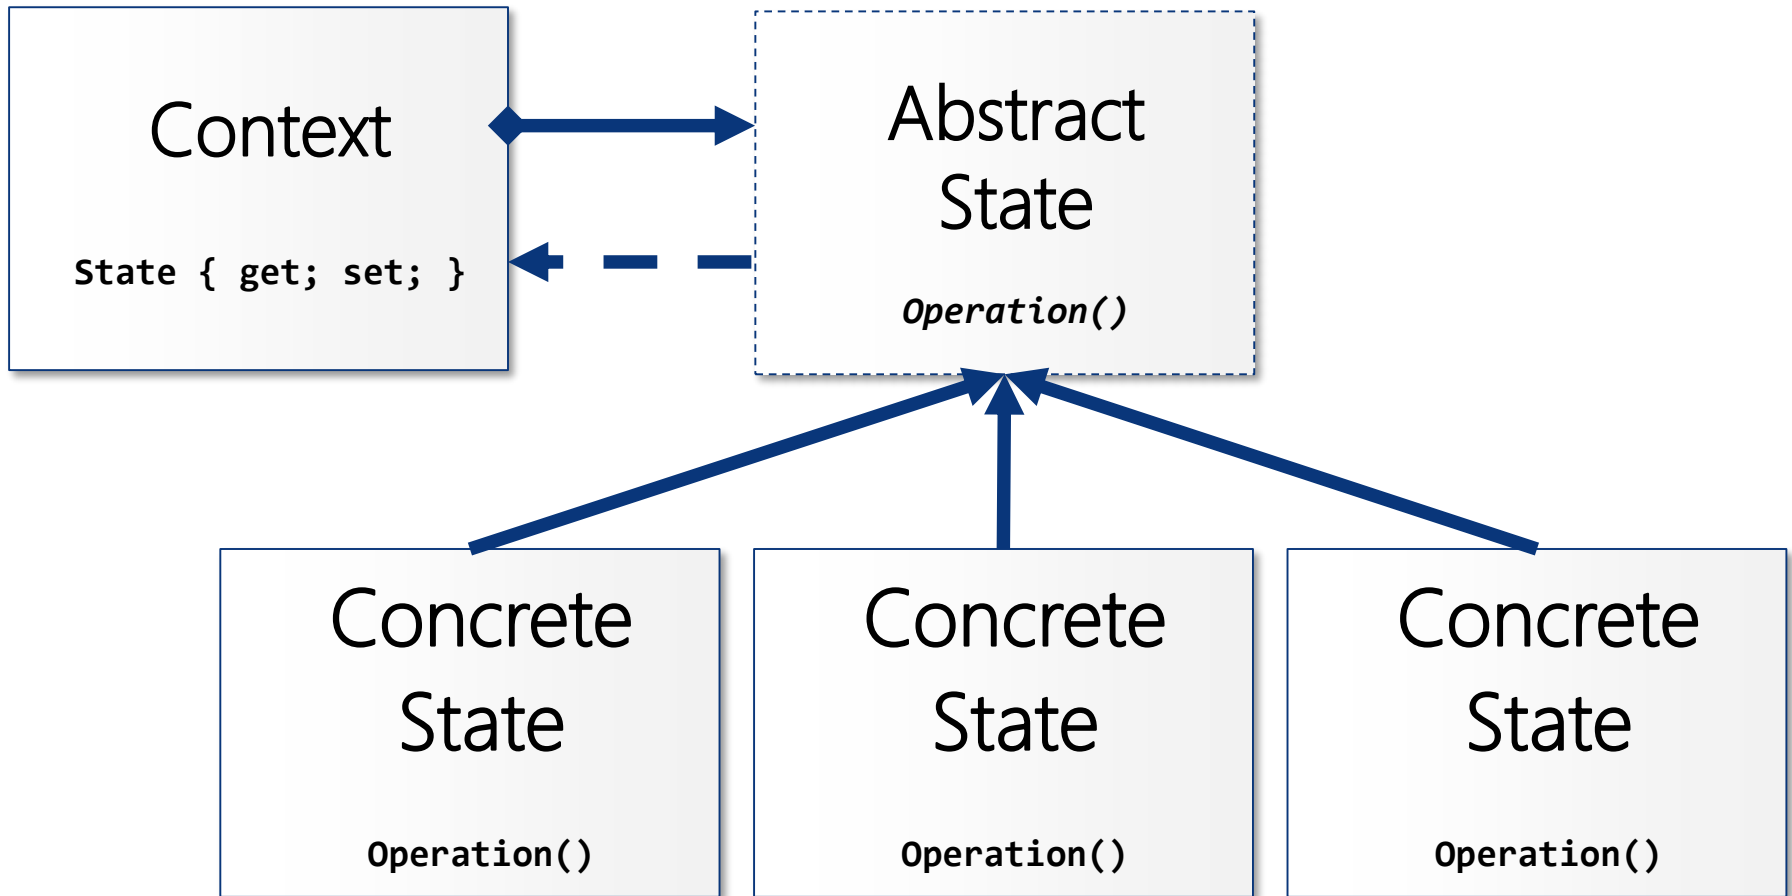 Context
State { get; set; }
Abstract
State
Operation()
Concrete
State
Operation()
Concrete
State
Operation()
Concrete
State
Operation()